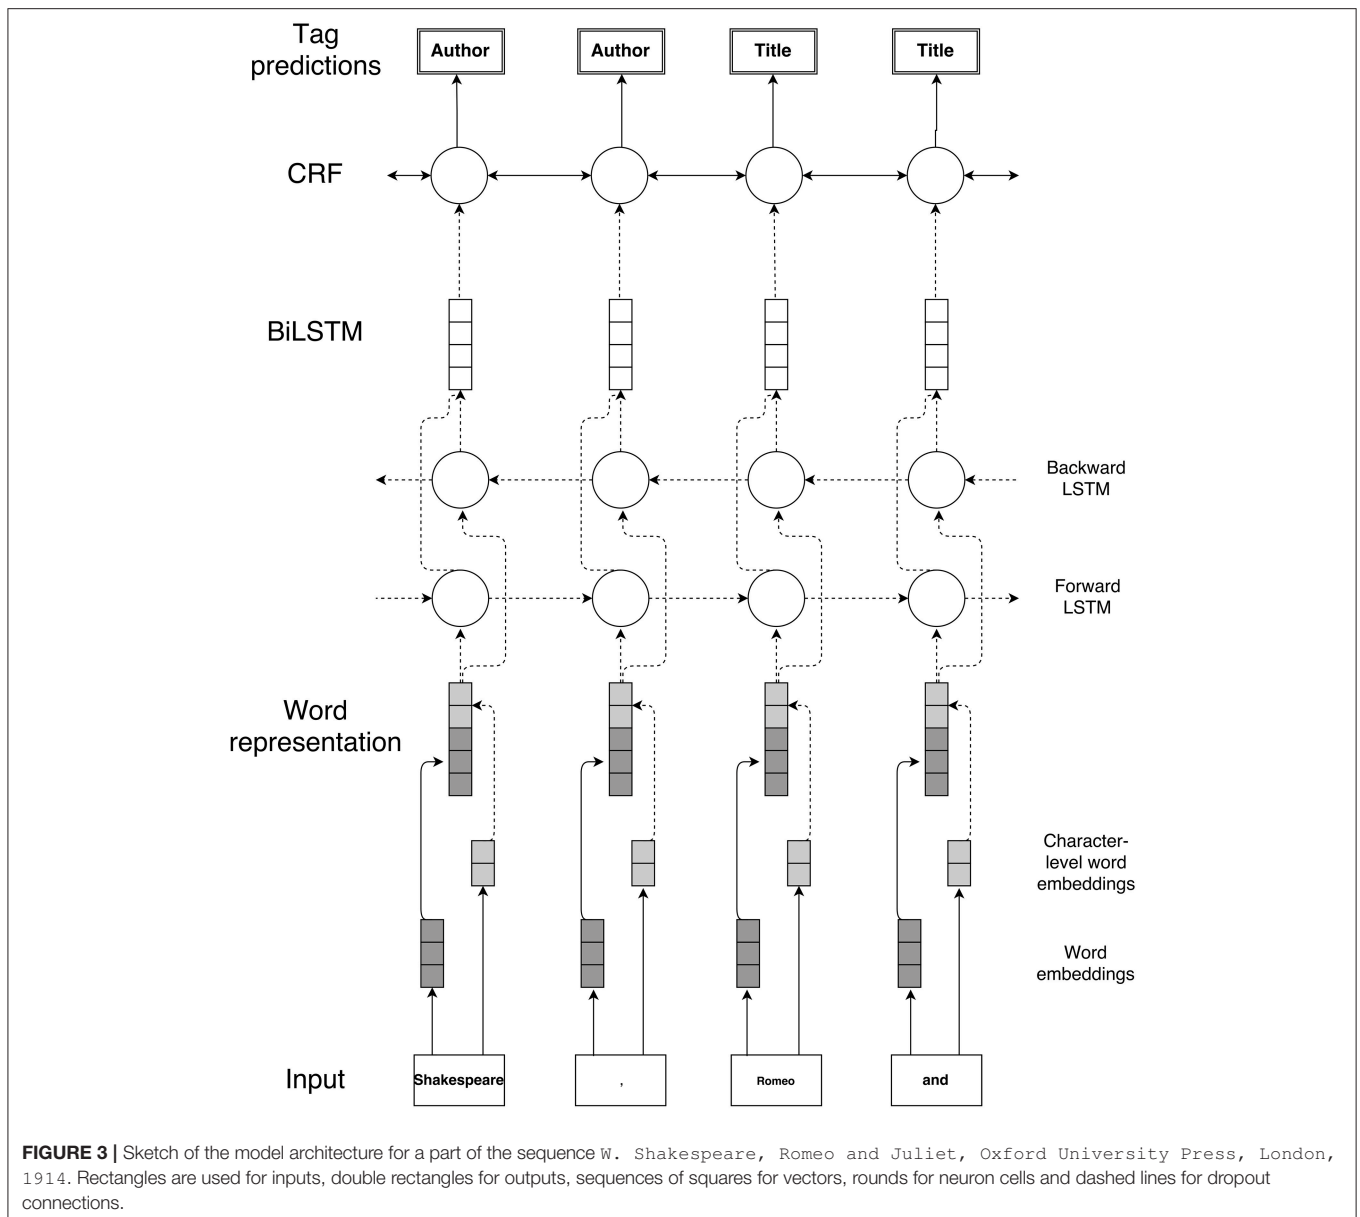 Tag
predictions
Author
Author
Title
Title
CRF
BiLSTM
Backward
LSTM
Forward
LSTM
Word
representation
Character-
level word
embeddings
Word
embeddings
Input
Shakespeare
,
Romeo
and
FIGURE 3 | Sketch of the model architecture for a part of the sequence W. Shakespeare, Romeo and Juliet, Oxford University Press, London,
1914. Rectangles are used for inputs, double rectangles for outputs, sequences of squares for vectors, rounds for neuron cells and dashed lines for dropout
connections.